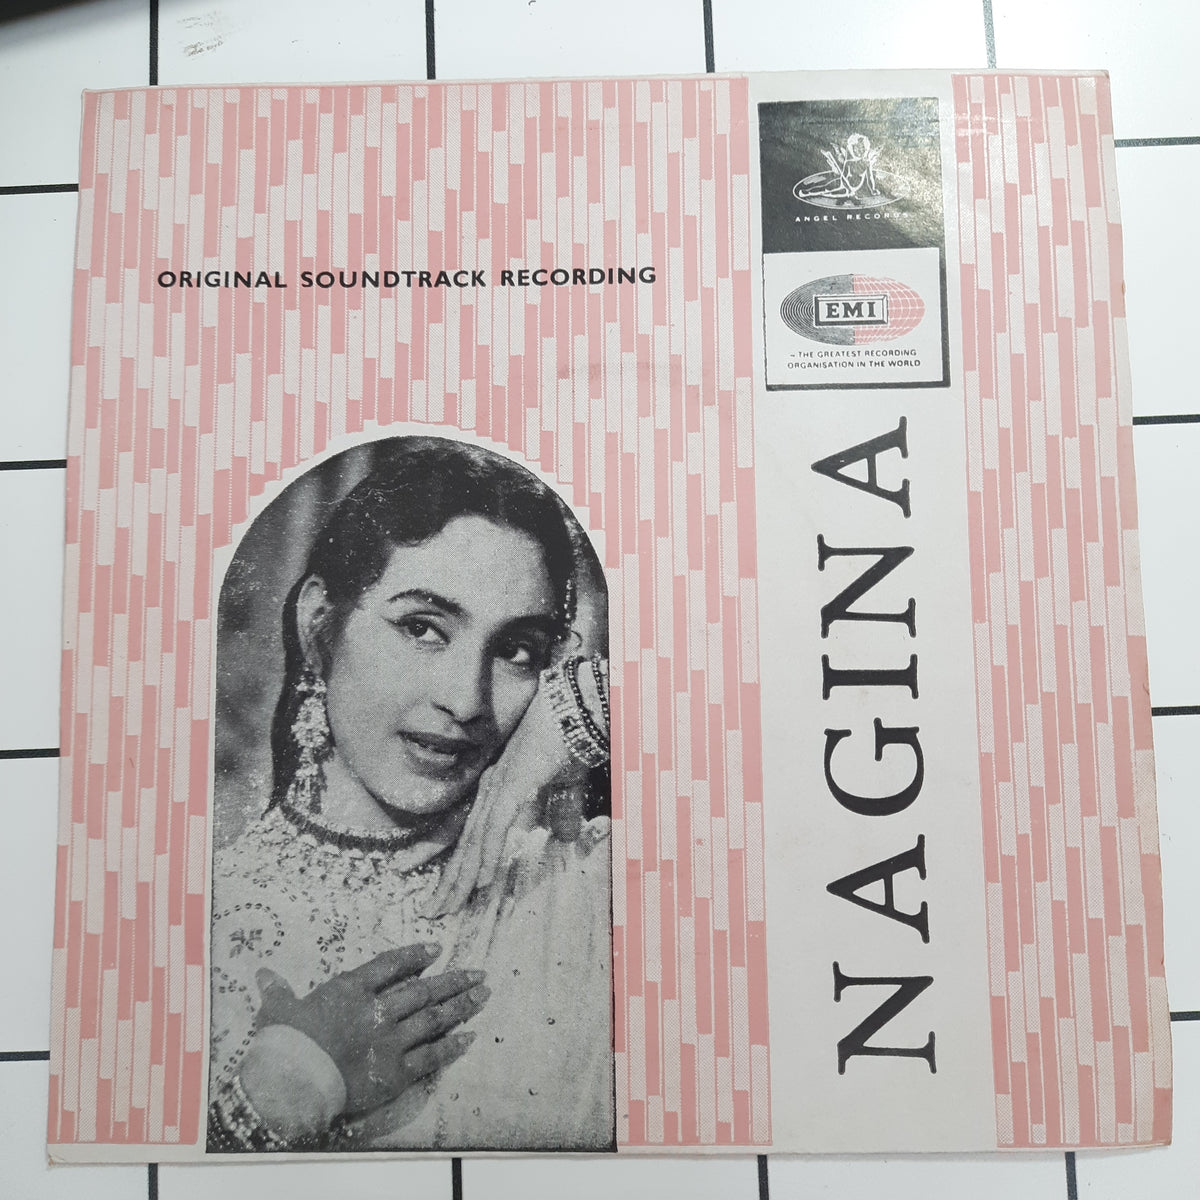 ORIGINAL SOUNDTRACK RECORDING
ANGEL RECORDS
EMI
– THE GREATEST RECORDING
ORGANISATION IN THE WORLD
NAGINA